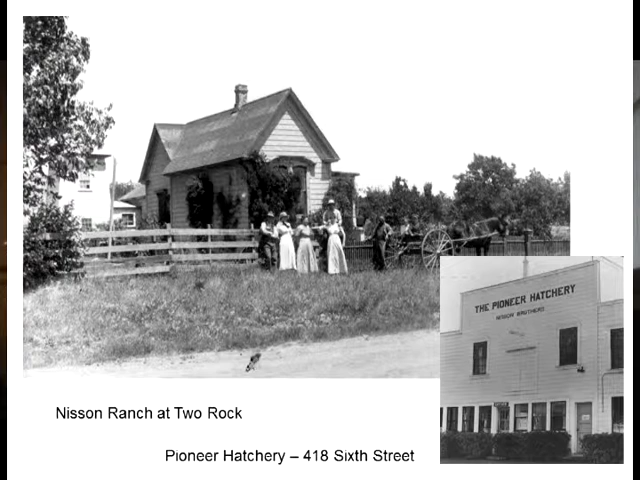 THE PIONEER HATCHERY
NISSON BROTHERS
Nisson Ranch at Two Rock
Pioneer Hatchery – 418 Sixth Street